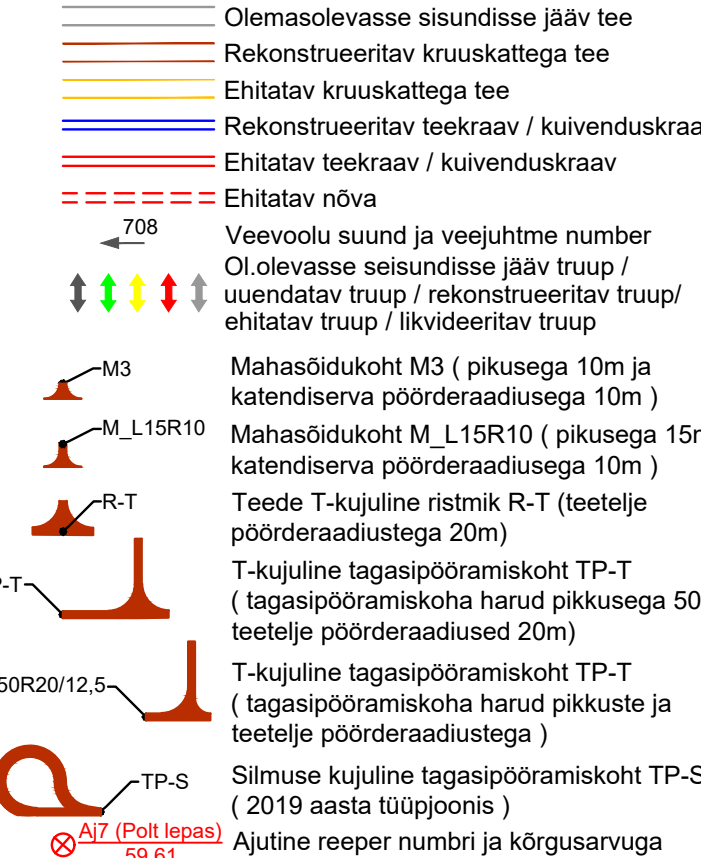 Olemasolevasse sisundisse jääv tee
Rekonstrueeritav kruuskattega tee
Ehitatav kruuskattega tee
Rekonstrueeritav teekraav / kuivenduskraa
Ehitatav teekraav / kuivenduskraav
Ehitatav nõva
708 Veevoolu suund ja veejuhtme number
Ol.olevasse seisundisse jääv truup /
uuendatav truup / rekonstrueeritav truup/
ehitatav truup / likvideeritav truup
M3 Mahasõidukoht M3 ( pikusega 10m ja
katendiserva pöörderaadiusega 10m )
M_L15R10 Mahasõidukoht M_L15R10 ( pikusega 15m
katendiserva pöörderaadiusega 10m )
R-T Teede T-kujuline ristmik R-T (teetelje
pöörderaadiustega 20m)
P-T T-kujuline tagasipööramiskoht TP-T
( tagasipööramiskoha harud pikkusega 50
teetelje pöörderaadiused 20m)
50R20/12,5 T-kujuline tagasipööramiskoht TP-T
( tagasipööramiskoha harud pikkuste ja
teetelje pöörderaadiustega )
TP-S Silmuse kujuline tagasipööramiskoht TP-S
( 2019 aasta tüüpjoonis )
Aj7 (Polt lepas) Ajutine reeper numbri ja kõrgusarvuga
59.61